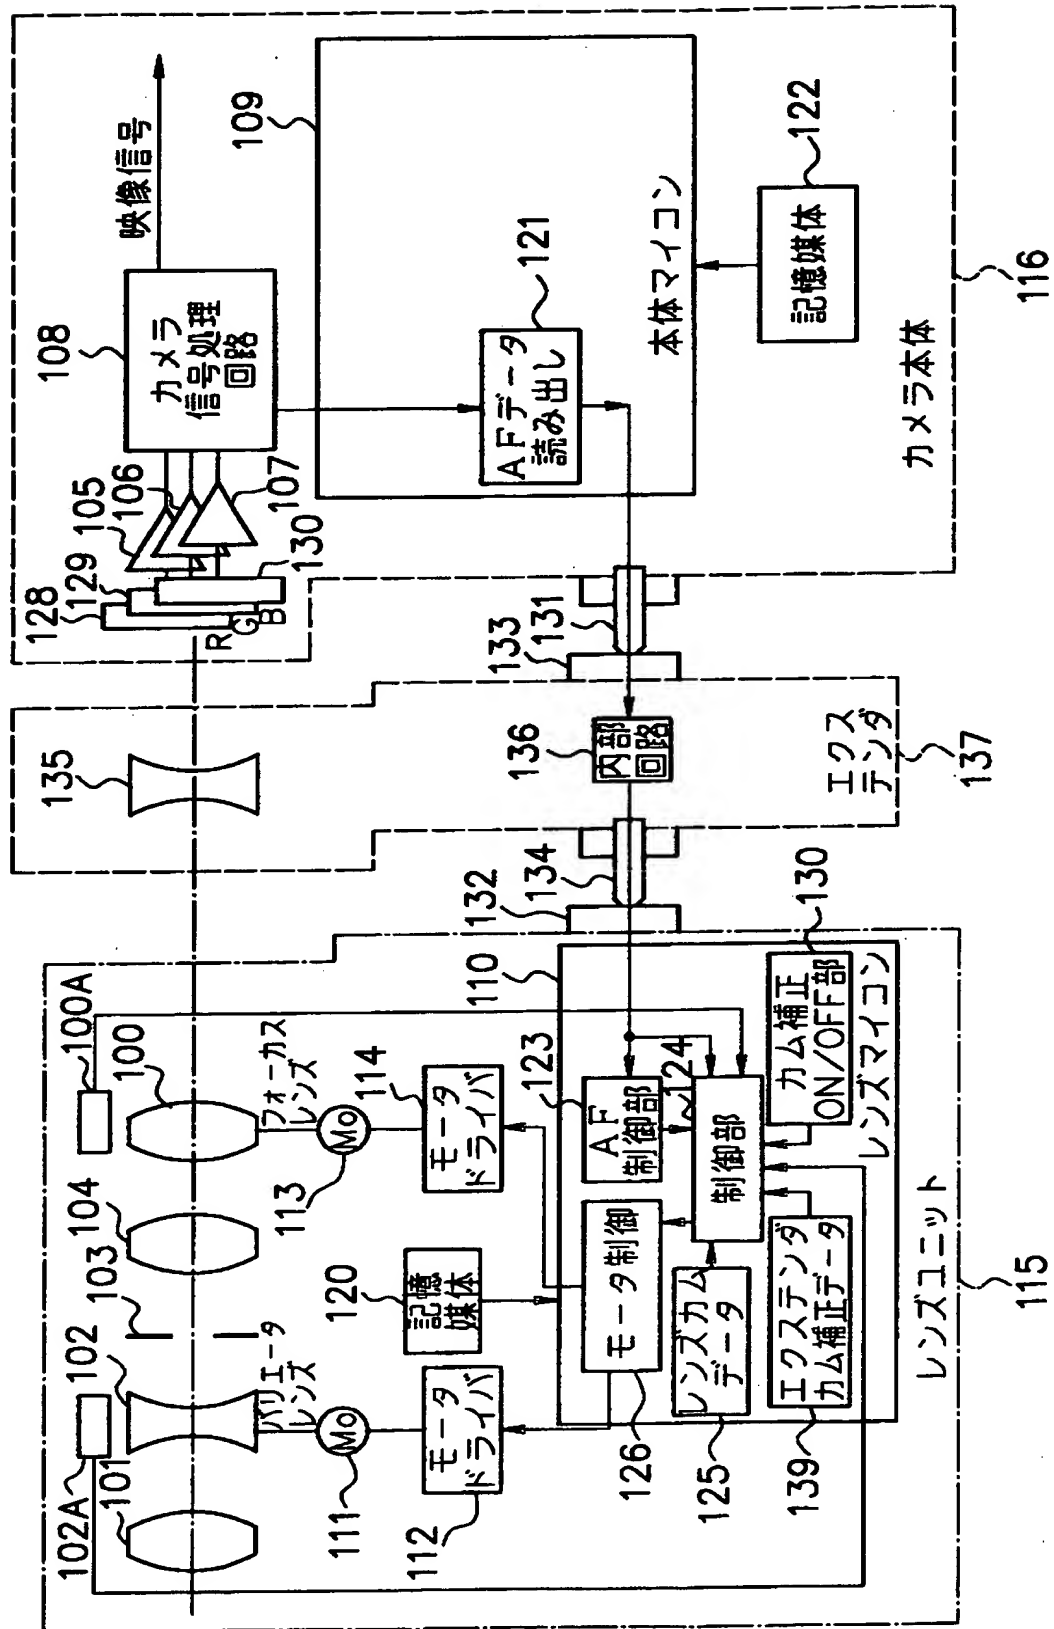 102A
101
102
103
104
100
100A
バリエータ
レンズ
フォーカス
レンズ
Mo
111
Mo
113
モータ
ドライバ
112
120
記憶
媒体
モータ
ドライバ
114
110
126
モータ制御
123
AF
制御部
124
125
レンズカム
データ
制御部
139
エクステンダ
カム補正データ
カム補正
ON/OFF部
130
レンズマイコン
レンズユニット
115
135
132
134
136
内部
回路
133
131
エクス
テンダ
137
128
129
130
R
G
B
105
106
107
108
カメラ
信号処理
回路
映像信号
109
AFデータ
読み出し
121
本体マイコン
記憶媒体
122
カメラ本体
116